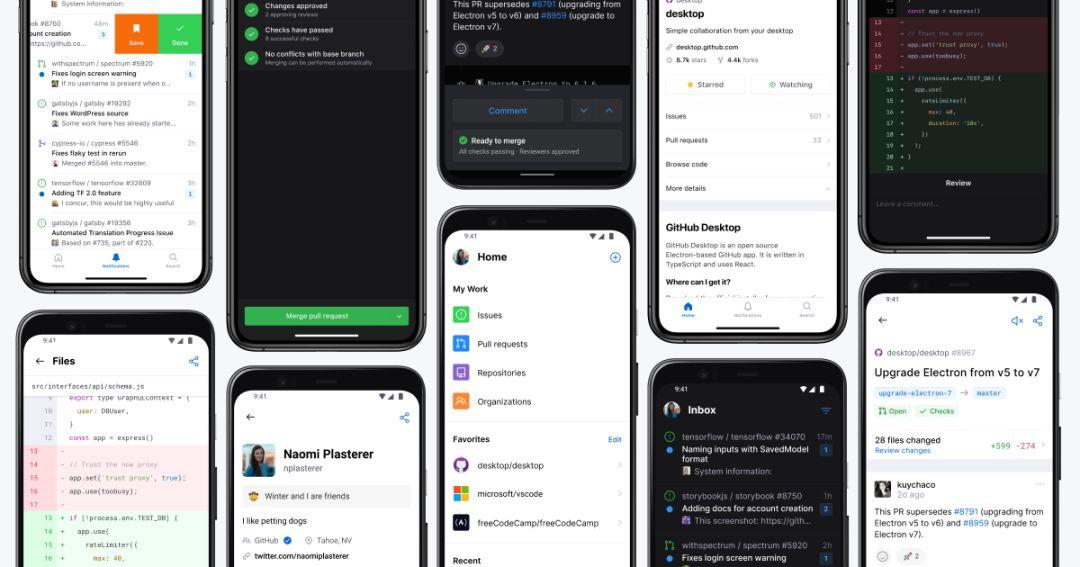 System information:
ook #8750
48m
ount creation
3
https://github.co...
Save
Done
withspectrum / spectrum #5920
1h
Fixes login screen warning
1
If no username is present when o...
gatsbyjs / gatsby #19292
2h
Fixes WordPress source
Some work here has already starte...
cypress-io / cypress #5546
2h
Fixes flaky test in rerun
Merged #5546 into master.
tensorflow / tensorflow #32809
3h
Adding TF 2.0 feature
1
I concur, this would be highly useful
gatsbyjs / gatsby #19356
3h
Automated Translation Progress Issue
Based on #735, part of #220.
Home
Notifications
Search
9:41
Files
src/interfaces/api/schema.js
9 export type GraphQLContext = {
10 user: DBUser,
11 }
12 const app = express()
13 -
14 - // Trust the now proxy
15 - app.set('trust proxy', true);
16 - app.use(toobusy);
17 -
13 + if (!process.env.TEST_DB) {
14 + app.use(
15 + rateLimiter({
16 + max: 40,
Changes approved
2 approving reviews
Checks have passed
9 successful checks
No conflicts with base branch
Merging can be performed automatically
Merge pull request
9:41
Naomi Plasterer
nplasterer
Winter and I are friends
I like petting dogs
GitHub
Tahoe, NV
twitter.com/naomiplasterer
This PR supersedes #8791 (upgrading from
Electron v5 to v6) and #8959 (upgrade to
Electron v7).
2
Upgrade Electron to 6.1.6
Comment
Ready to merge
All checks passing · Reviewers approved
9:41
Home
My Work
Issues
Pull requests
Repositories
Organizations
Favorites
Edit
desktop/desktop
microsoft/vscode
freeCodeCamp/freeCodeCamp
Recent
desktop
desktop
Simple collaboration from your desktop
desktop.github.com
8.7k stars
4.4k forks
Starred
Watching
Issues
501
Pull requests
33
Browse code
More details
GitHub Desktop
GitHub Desktop is an open source
Electron-based GitHub app. It is written in
TypeScript and uses React.
Where can I get it?
Home
Notifications
Search
9:41
Inbox
tensorflow / tensorflow #34070
17m
Naming inputs with SavedModel
format
1
System information:
storybookjs / storybook #8750
1h
Adding docs for account creation
2
This screenshot: https://gith...
withspectrum / spectrum #5920
2h
Fixes login screen warning
1
12 const app = express()
13 -
14 - // Trust the now proxy
15 - app.set('trust proxy', true);
16 - app.use(toobusy);
17 -
13 + if (!process.env.TEST_DB) {
14 + app.use(
15 + rateLimiter({
16 + max: 40,
17 + duration: '10s',
18 + })
19 + );
20 + }
21 +
Review
Leave a comment...
9:41
desktop/desktop #8967
Upgrade Electron from v5 to v7
upgrade-electron-7
master
Open
Checks
28 files changed
Review changes
+599 -274
kuychaco
2d ago
This PR supersedes #8791 (upgrading from
Electron v5 to v6) and #8959 (upgrade to
Electron v7).
2